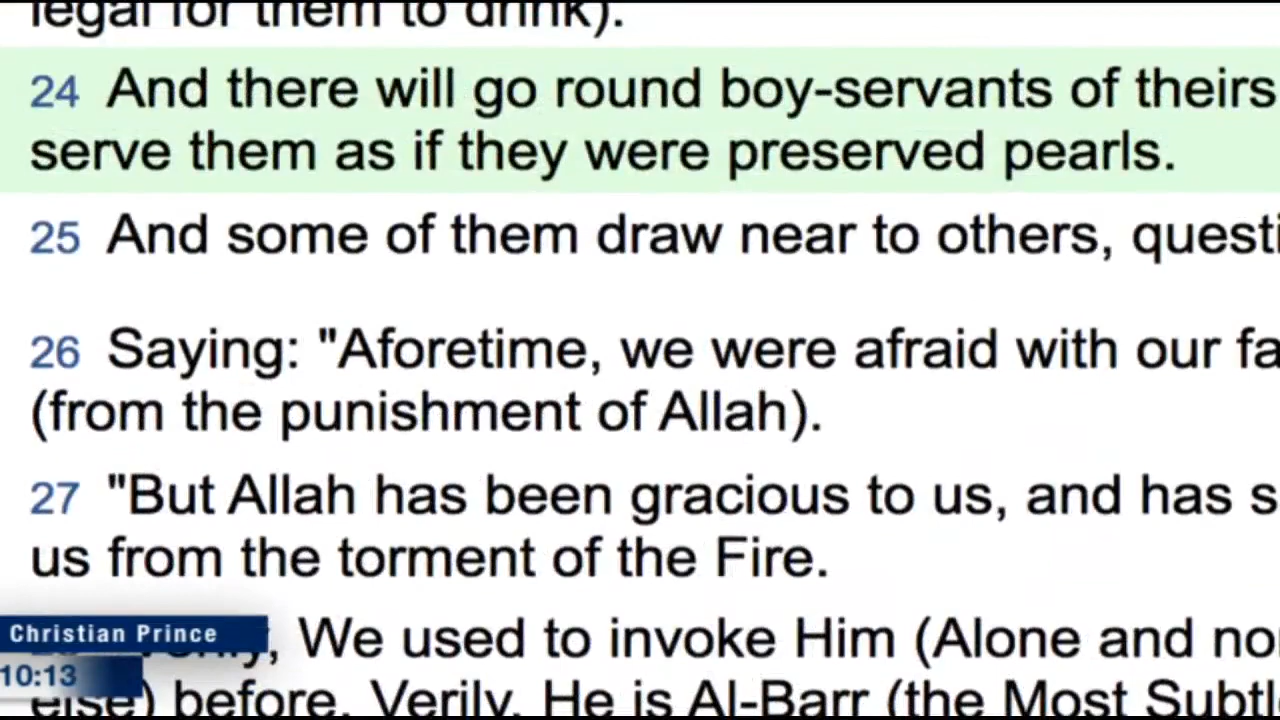 legal for them to drink).
24 And there will go round boy-servants of theirs
serve them as if they were preserved pearls.
25 And some of them draw near to others, questi
26 Saying: "Aforetime, we were afraid with our fa
(from the punishment of Allah).
27 "But Allah has been gracious to us, and has s
us from the torment of the Fire.
Christian Prince
, We used to invoke Him (Alone and no
10:13
else) before. Verily, He is Al-Barr (the Most Subtl